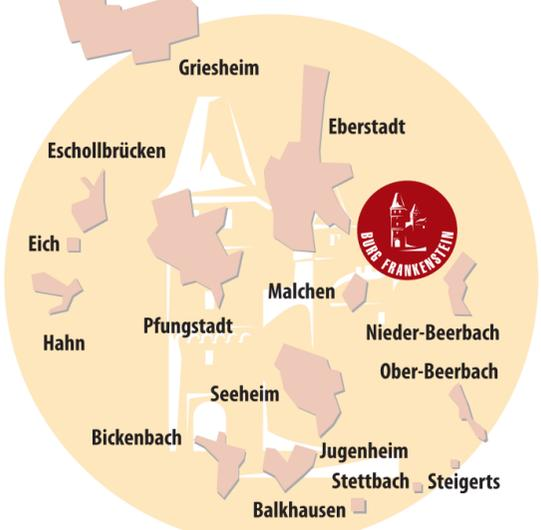 Griesheim
Eberstadt
Eschollbrücken
BURG FRANKENSTEIN
Eich
Malchen
Pfungstadt
Nieder-Beerbach
Hahn
Ober-Beerbach
Seeheim
Bickenbach
Jugenheim
Stettbach
Steigerts
Balkhausen